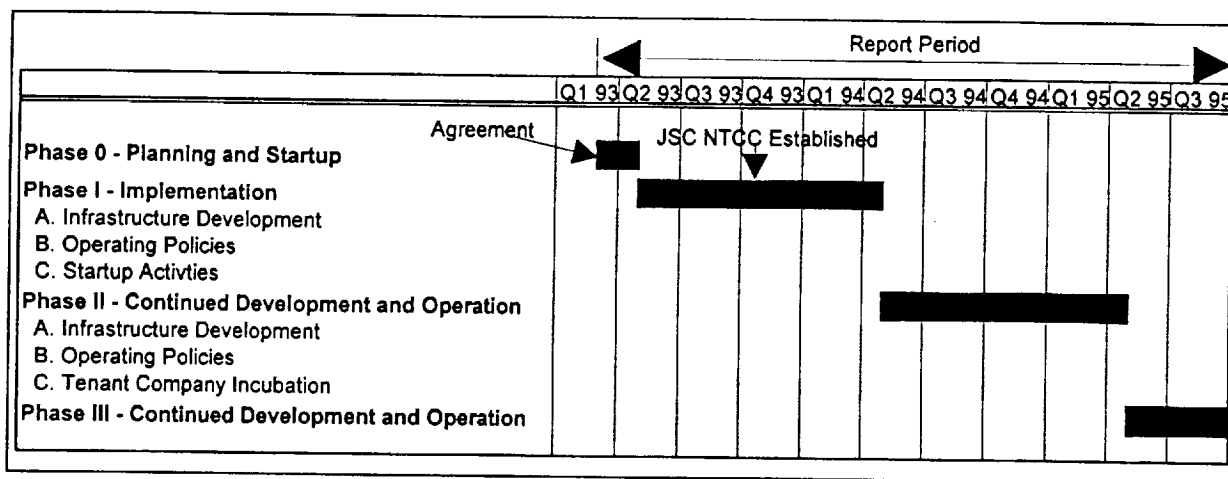 Report Period
Q1 93 Q2 93 Q3 93 Q4 93 Q1 94 Q2 94 Q3 94 Q4 94 Q1 95 Q2 95 Q3 95
Agreement
JSC NTCC Established
Phase 0 - Planning and Startup
Phase I - Implementation
A. Infrastructure Development
B. Operating Policies
C. Startup Activties
Phase II - Continued Development and Operation
A. Infrastructure Development
B. Operating Policies
C. Tenant Company Incubation
Phase III - Continued Development and Operation